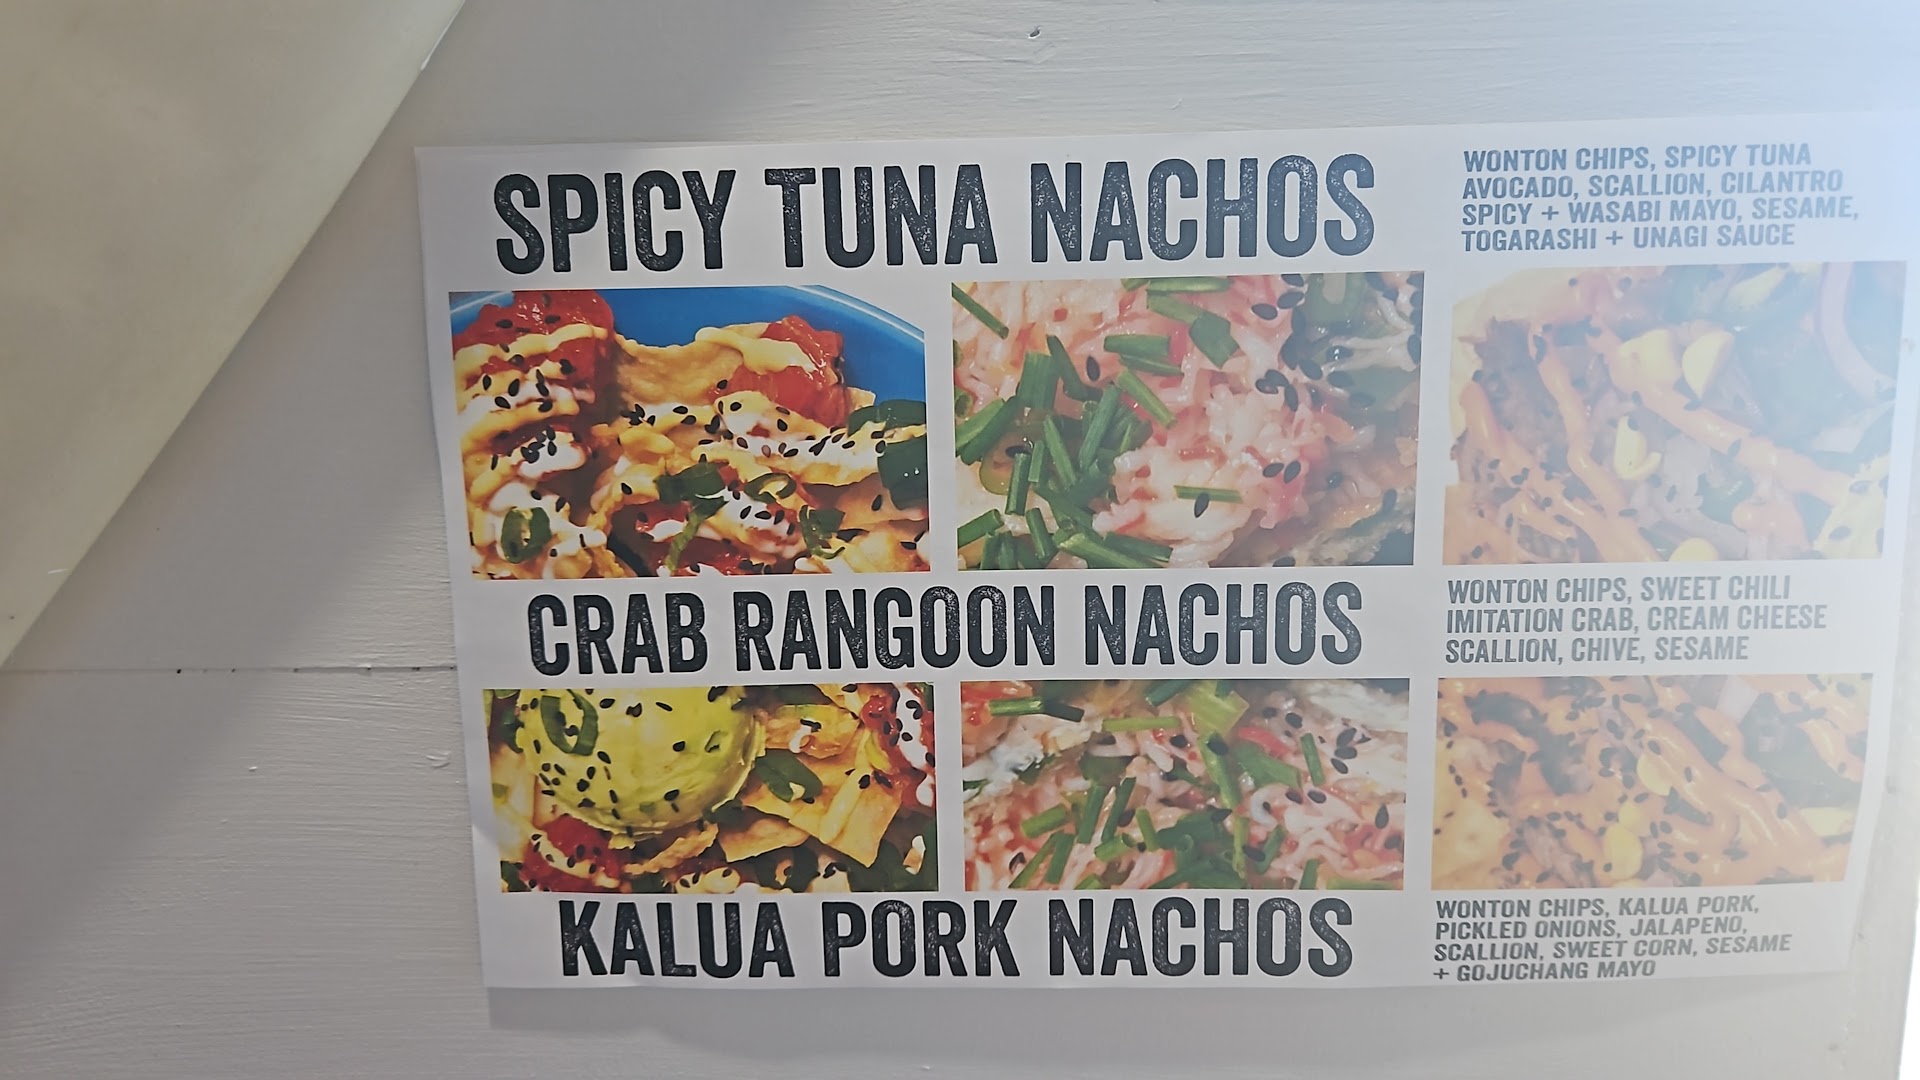 SPICY TUNA NACHOS
WONTON CHIPS, SPICY TUNA
AVOCADO, SCALLION, CILANTRO
SPICY + WASABI MAYO, SESAME,
TOGARASHI + UNAGI SAUCE
CRAB RANGOON NACHOS
WONTON CHIPS, SWEET CHILI
IMITATION CRAB, CREAM CHEESE
SCALLION, CHIVE, SESAME
KALUA PORK NACHOS
WONTON CHIPS, KALUA PORK,
PICKLED ONIONS, JALAPENO,
SCALLION, SWEET CORN, SESAME
+ GOJUCHANG MAYO